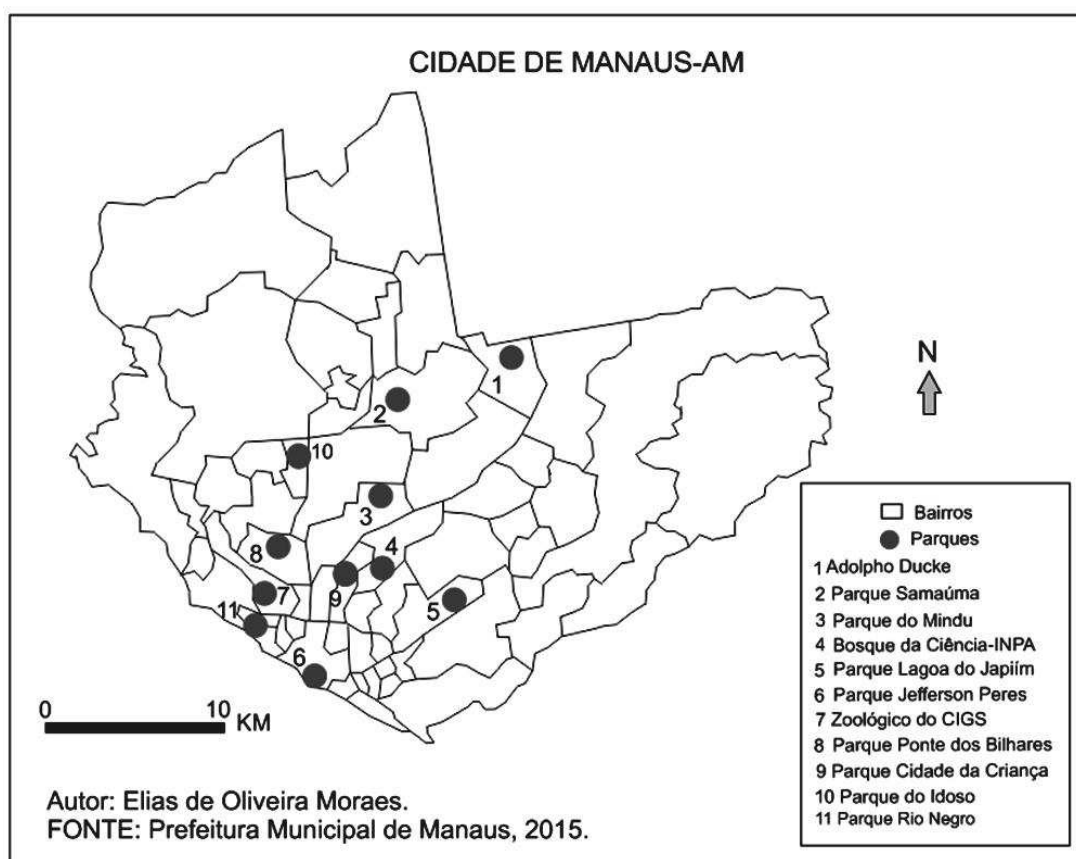 CIDADE DE MANAUS-AM
1
2
10
3
8
4
9
7
5
11
6
N
0 10 KM
Bairros
Parques
1 Adolpho Ducke
2 Parque Samaúma
3 Parque do Mindu
4 Bosque da Ciência-INPA
5 Parque Lagoa do Japiím
6 Parque Jefferson Peres
7 Zoológico do CIGS
8 Parque Ponte dos Bilhares
9 Parque Cidade da Criança
10 Parque do Idoso
11 Parque Rio Negro
Autor: Elias de Oliveira Moraes.
FONTE: Prefeitura Municipal de Manaus, 2015.